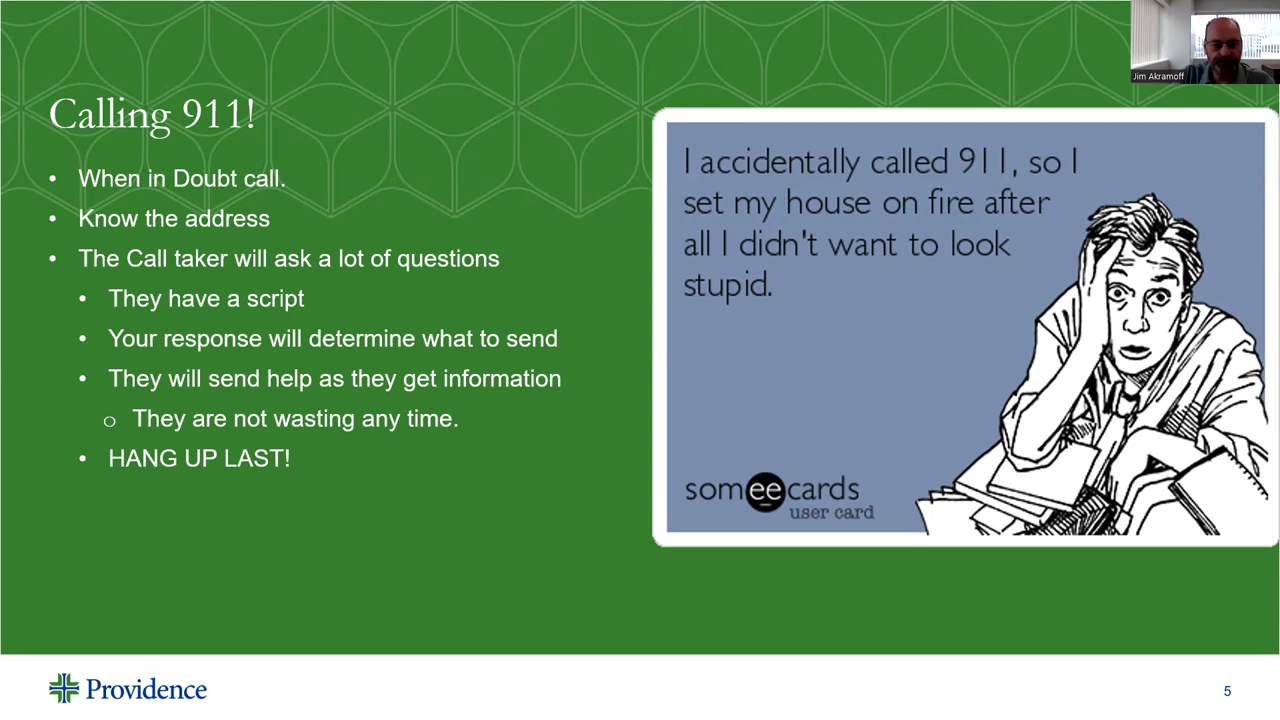 Jim Akramoff
Calling 911!
• When in Doubt call.
• Know the address
• The Call taker will ask a lot of questions
• They have a script
• Your response will determine what to send
• They will send help as they get information
o They are not wasting any time.
• HANG UP LAST!
I accidentally called 911, so I
set my house on fire after
all I didn't want to look
stupid.
someecards
user card
Providence
5